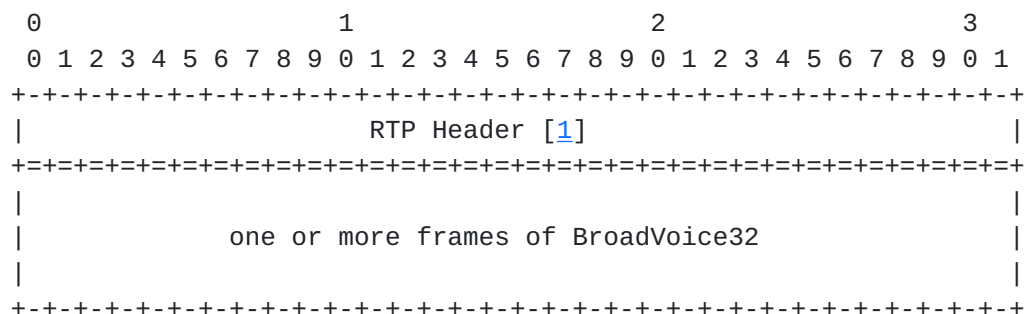 0                   1                   2                   3
 0 1 2 3 4 5 6 7 8 9 0 1 2 3 4 5 6 7 8 9 0 1 2 3 4 5 6 7 8 9 0 1
+-+-+-+-+-+-+-+-+-+-+-+-+-+-+-+-+-+-+-+-+-+-+-+-+-+-+-+-+-+-+-+-+
|                      RTP Header [1]                           |
+=+=+=+=+=+=+=+=+=+=+=+=+=+=+=+=+=+=+=+=+=+=+=+=+=+=+=+=+=+=+=+=+
|                                                               |
|             one or more frames of BroadVoice32                |
|                                                               |
+-+-+-+-+-+-+-+-+-+-+-+-+-+-+-+-+-+-+-+-+-+-+-+-+-+-+-+-+-+-+-+-+